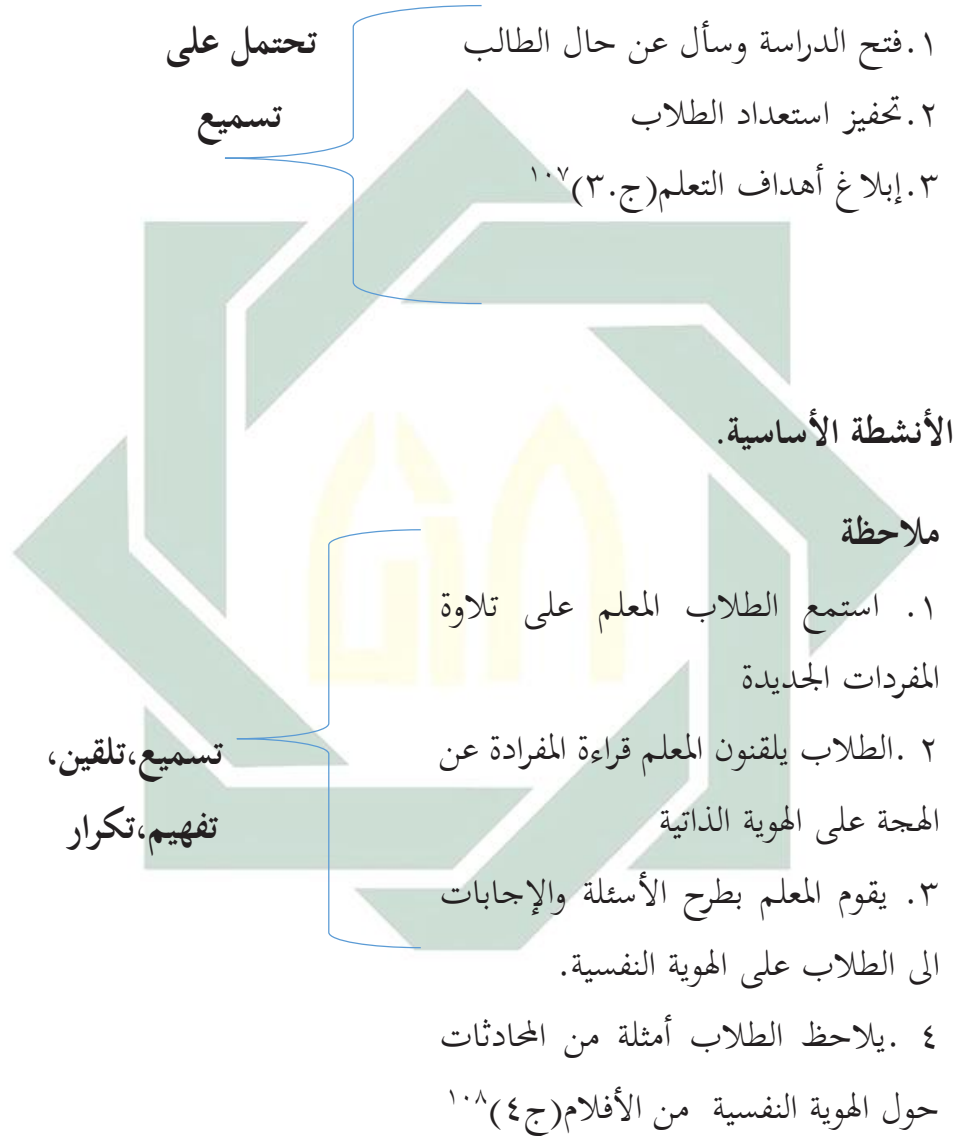 ١.فتح الدراسة وسأل عن حال الطالب
٢.تحفيز استعداد الطلاب
٣.إبلاغ أهداف التعلم(ج.٣)١٠٧
تحتمل على
تسميع
الأنشطة الأساسية.
ملاحظة
١. استمع الطلاب المعلم على تلاوة
المفردات الجديدة
٢ .الطلاب يلقنون المعلم قراءة المفرادة عن
الهجة على الهوية الذاتية
٣. يقوم المعلم بطرح الأسئلة والإجابات
الى الطلاب على الهوية النفسية.
٤ .يلاحظ الطلاب أمثلة من المحادثات
حول الهوية النفسية من الأفلام(ج٤)١٠٨
تسميع،تلقين،
تفهيم،تكرار